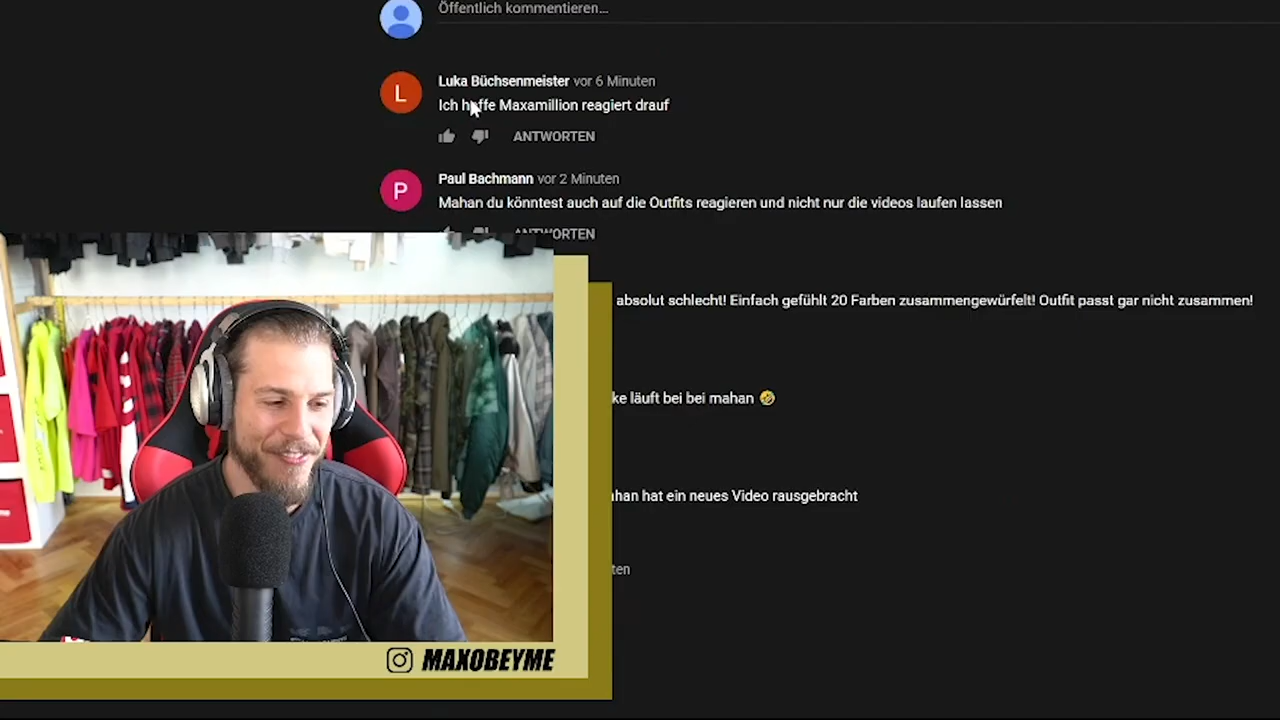 Öffentlich kommentieren...
Luka Büchsenmeister vor 6 Minuten
Ich hoffe Maxamillion reagiert drauf
ANTWORTEN
Paul Bachmann vor 2 Minuten
Mahan du könntest auch auf die Outfits reagieren und nicht nur die videos laufen lassen
ANTWORTEN
absolut schlecht! Einfach gefühlt 20 Farben zusammengewürfelt! Outfit passt gar nicht zusammen!
läuft bei bei mahan 🤣
hat ein neues Video rausgebracht
MAXOBEYME